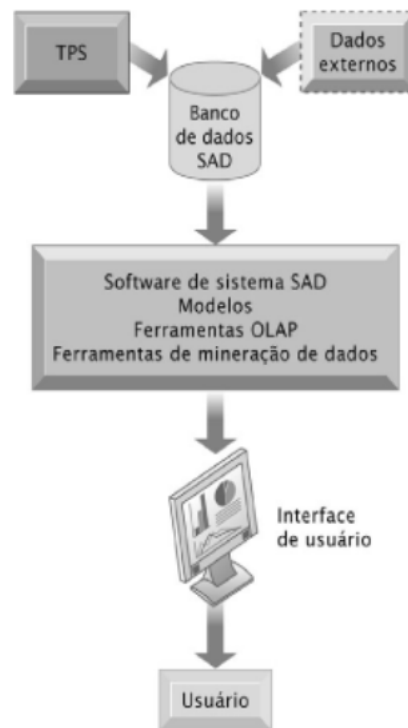 TPS
Dados
externos
Banco
de dados
SAD
Software de sistema SAD
Modelos
Ferramentas OLAP
Ferramentas de mineração de dados
Interface
de usuário
Usuário